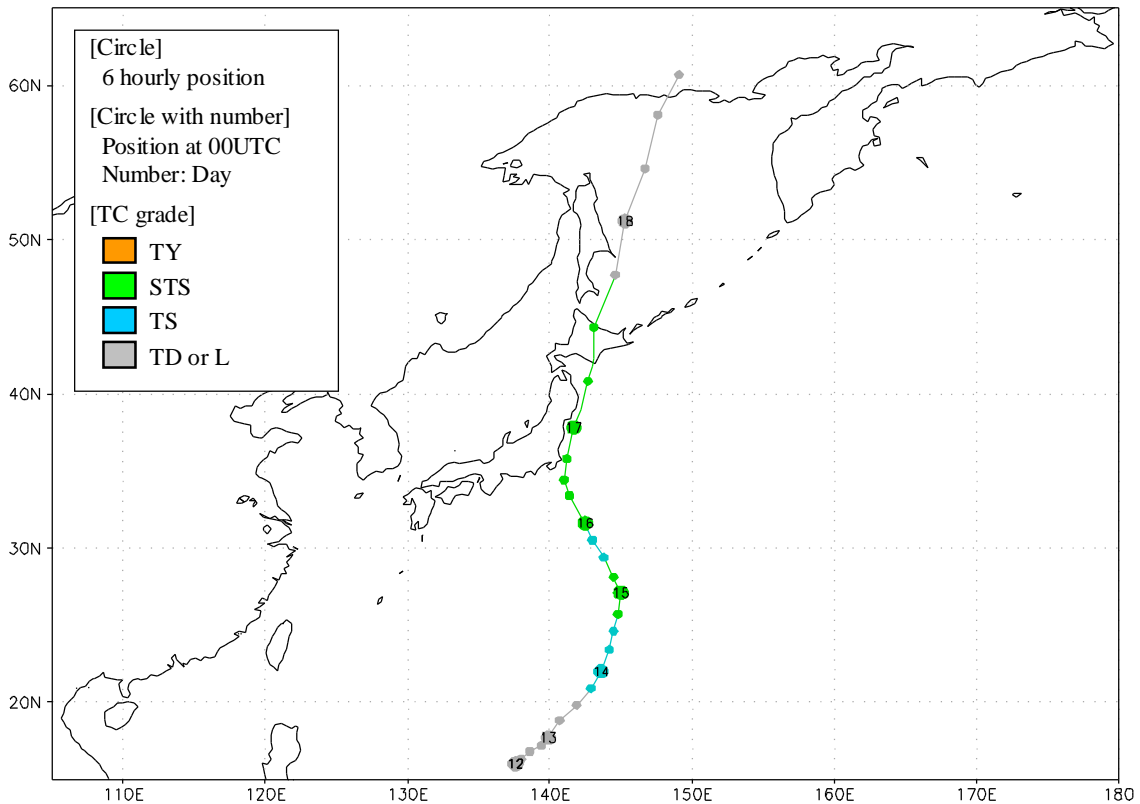 [Circle]
6 hourly position
[Circle with number]
Position at 00UTC
Number: Day
[TC grade]
TY
STS
TS
TD or L
60N
50N
40N
30N
20N
18
17
16
15
14
13
12
110E 120E 130E 140E 150E 160E 170E 180